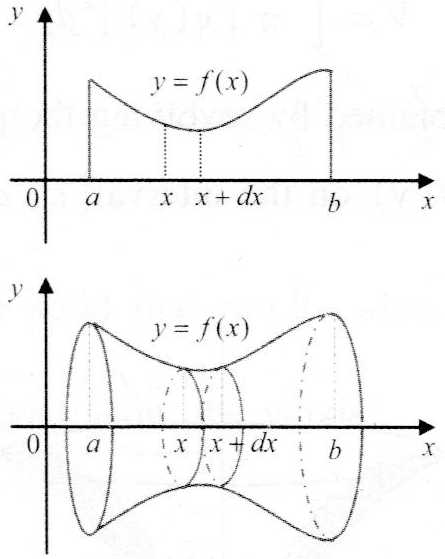 y
y = f(x)
0 a x x + dx b x
y
y = f(x)
0 a x x + dx b x